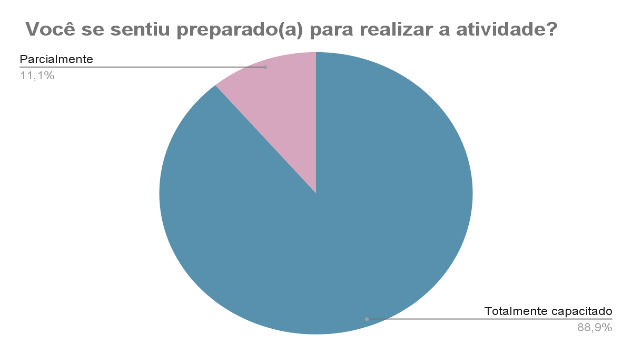 Você se sentiu preparado(a) para realizar a atividade?
Parcialmente
11,1%
Totalmente capacitado
88,9%